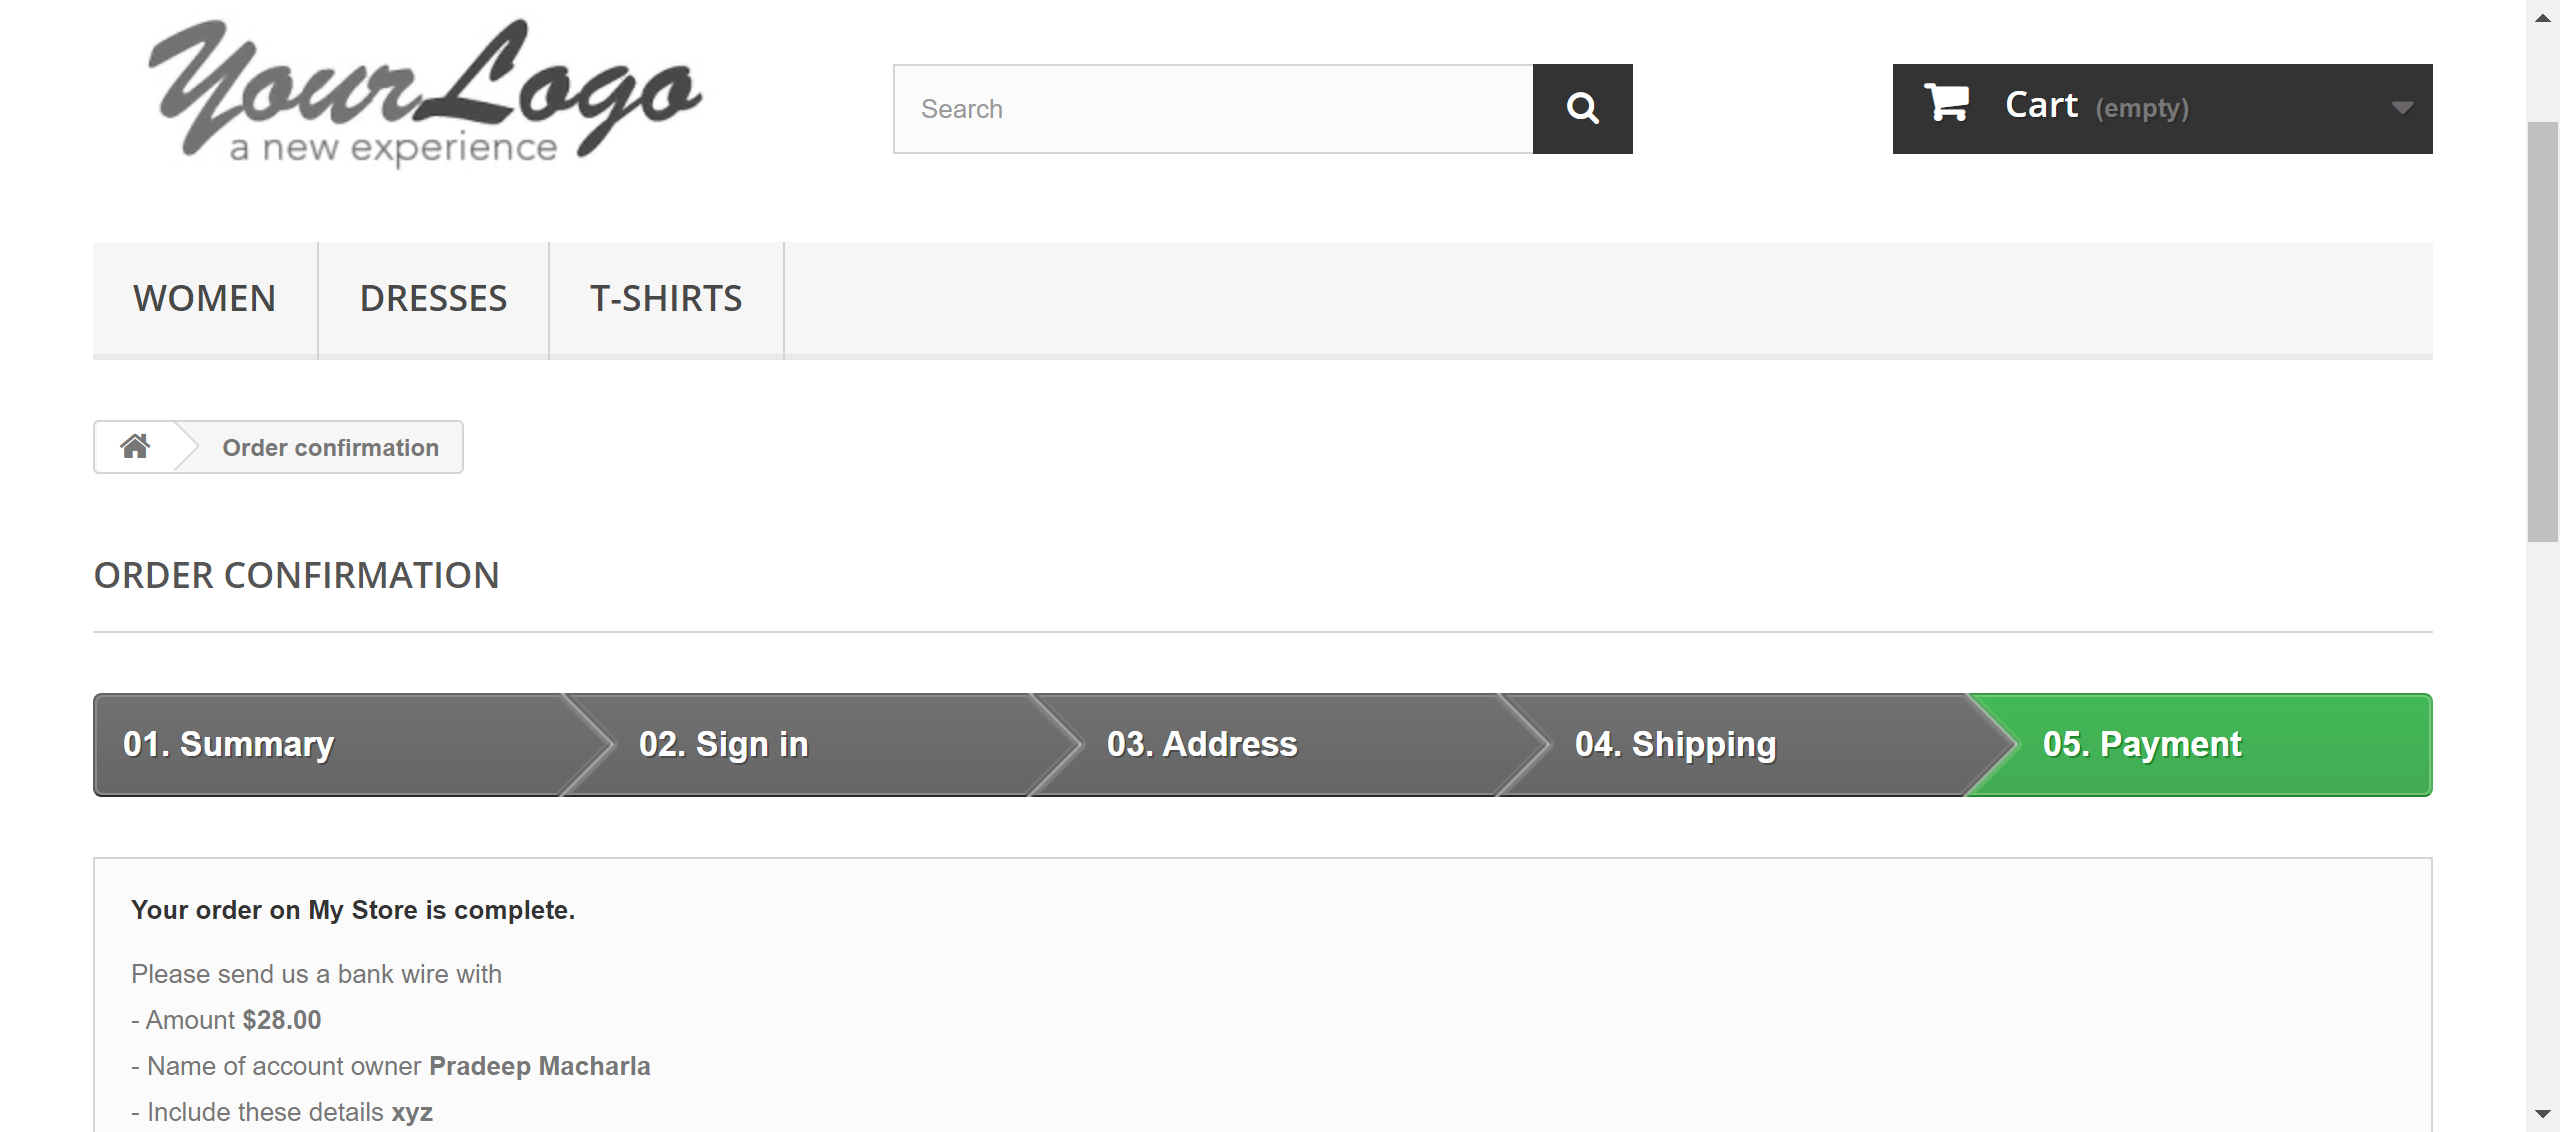 YourLogo
a new experience
Search
Cart (empty)
WOMEN DRESSES T-SHIRTS
Order confirmation
ORDER CONFIRMATION
01. Summary 02. Sign in 03. Address 04. Shipping 05. Payment
Your order on My Store is complete.
Please send us a bank wire with
- Amount $28.00
- Name of account owner Pradeep Macharla
- Include these details xyz